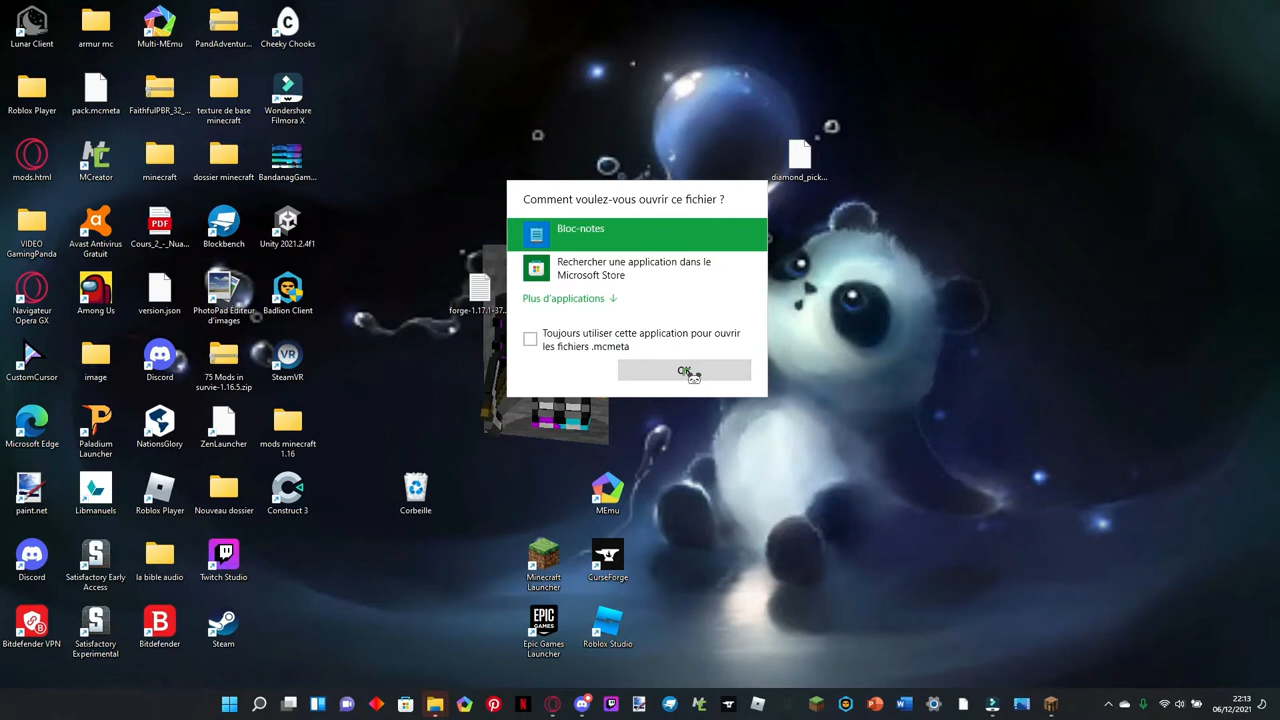 Lunar Client
armur mc
Multi-MEmu
PandAdventur...
Cheeky Chooks
Roblox Player
pack.mcmeta
FaithfulPBR_32_...
texture de base
minecraft
Wondershare
Filmora X
mods.html
MCreator
minecraft
dossier minecraft
BandanagGam...
diamond_pick...
VIDEO
GamingPanda
Avast Antivirus
Gratuit
Cours_2_-_Nua...
Blockbench
Unity 2021.2.4f1
Navigateur
Opera GX
Among Us
version.json
PhotoPad Éditeur
d'images
Badlion Client
forge-1.17.1-37...
CustomCursor
image
Discord
75 Mods in
survie-1.16.5.zip
SteamVR
Microsoft Edge
Paladium
Launcher
NationsGlory
ZenLauncher
mods minecraft
1.16
paint.net
Libmanuels
Roblox Player
Nouveau dossier
Construct 3
Corbeille
MEmu
Discord
Satisfactory Early
Access
la bible audio
Twitch Studio
Minecraft
Launcher
CurseForge
Bitdefender VPN
Satisfactory
Experimental
Bitdefender
Steam
Epic Games
Launcher
Roblox Studio
Comment voulez-vous ouvrir ce fichier ?
Bloc-notes
Rechercher une application dans le
Microsoft Store
Plus d'applications ↓
Toujours utiliser cette application pour ouvrir
les fichiers .mcmeta
OK
22:13
06/12/2021